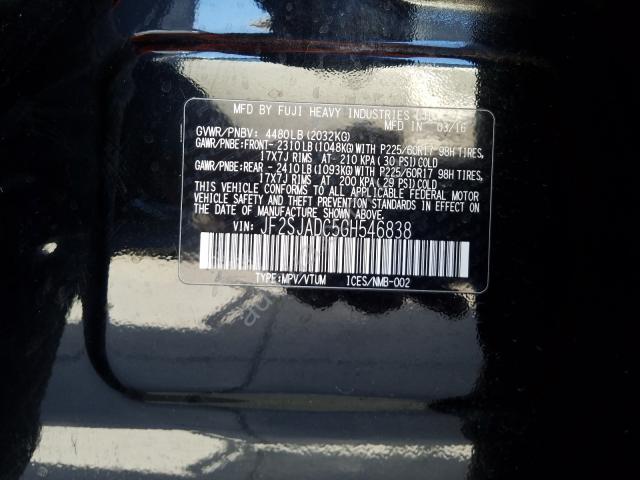 MFD BY FUJI HEAVY INDUSTRIES
MFD IN 03/16
GVWR/PNBV: 4480LB (2032KG)
GAWR/PNBE:FRONT- 2310LB (1048KG) WITH P225/60R17 98H TIRES,
17X7J RIMS AT- 210 KPA (30 PSI) COLD
GAWR/PNBE:REAR - 2410LB (1093KG) WITH P225/60R17 98H TIRES,
17X7J RIMS AT 200 KPA (29 PSI) COLD
THIS VEHICLE CONFORMS TO ALL APPLICABLE FEDERAL MOTOR
VEHICLE SAFETY AND THEFT PREVENTION STANDARDS IN EFFECT
ON THE DATE OF MANUFACTURE SHOWN ABOVE.
VIN: JF2SJADC5GH546838
TYPE:MPV/VTUM ICES/NMB-002